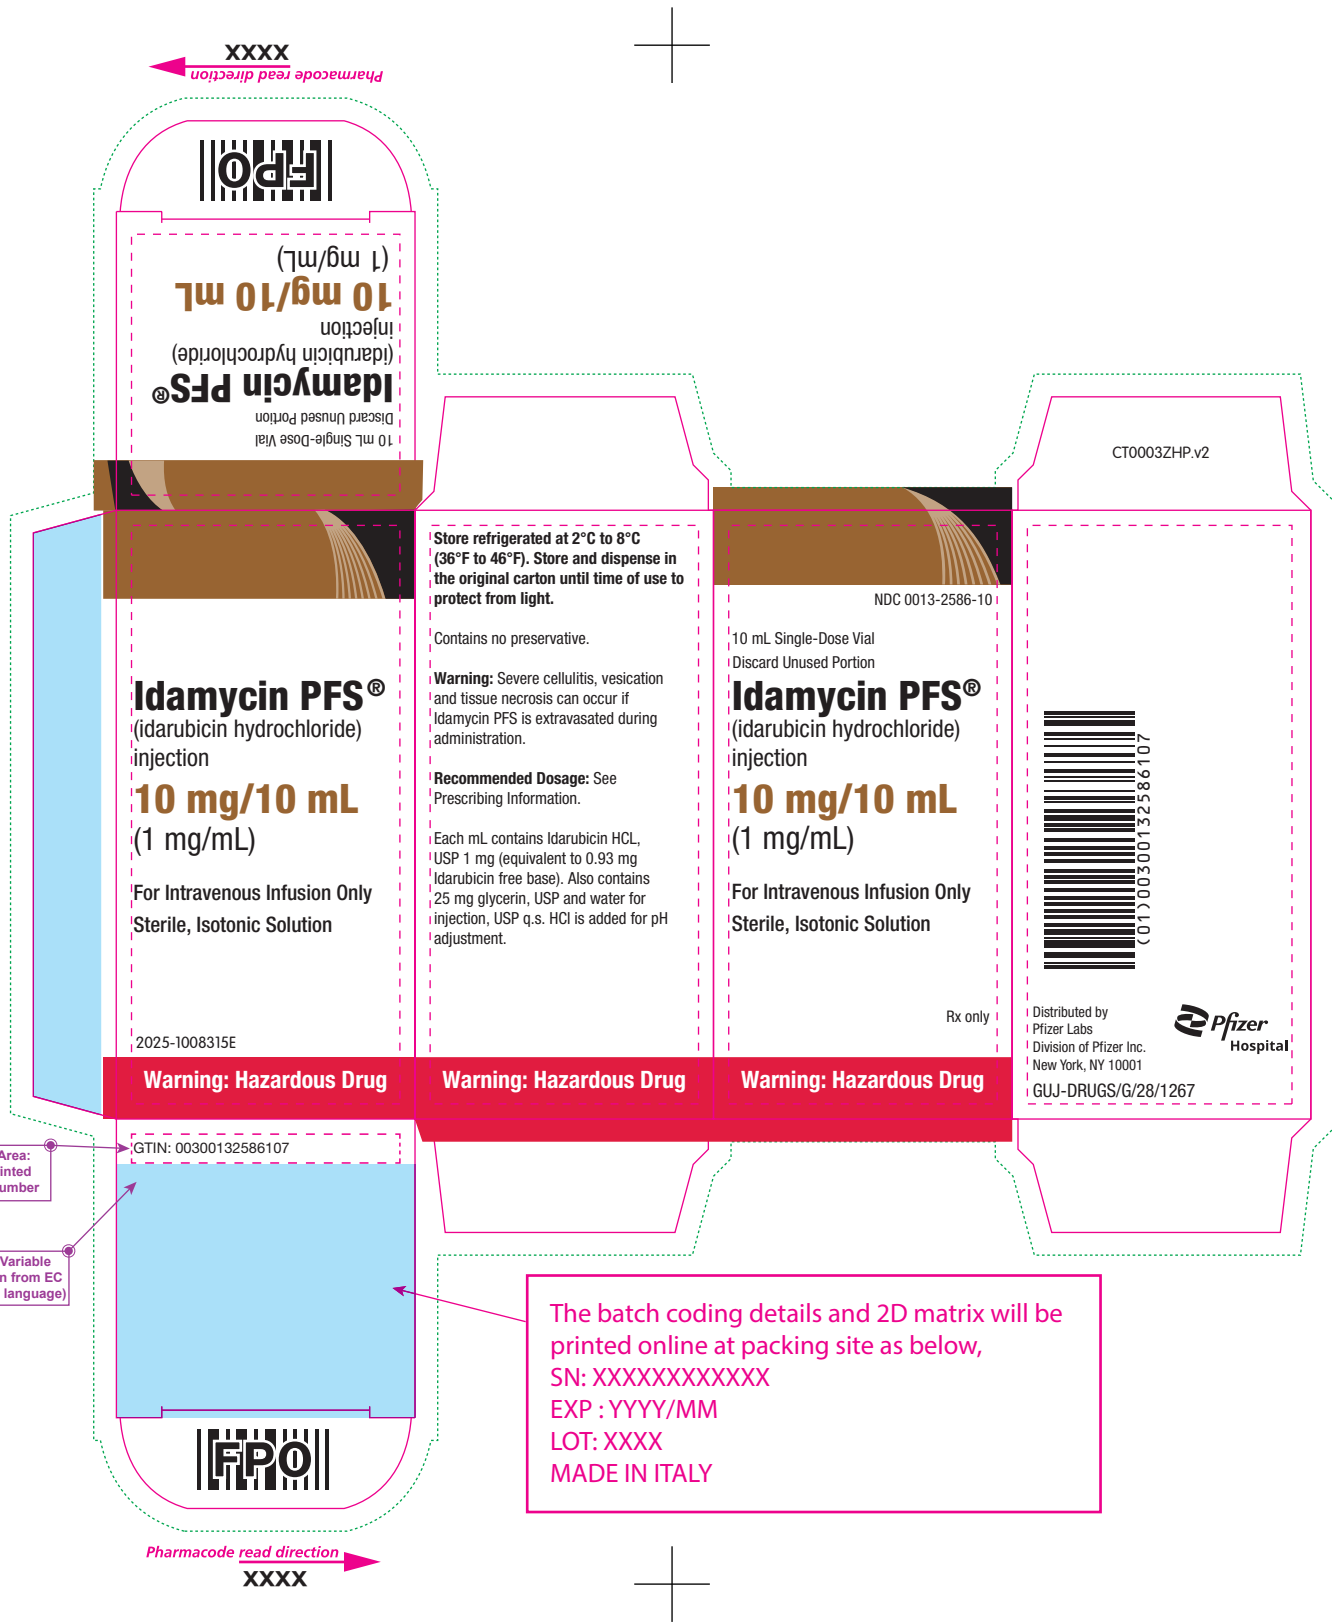 XXXX
Pharmacode read direction
FPO
(1 mg/mL)
10 mg/10 mL
injection
(idarubicin hydrochloride)
Idamycin PFS®
Discard Unused Portion
10 mL Single-Dose Vial
Idamycin PFS®
(idarubicin hydrochloride)
injection
10 mg/10 mL
(1 mg/mL)
For Intravenous Infusion Only
Sterile, Isotonic Solution
2025-1008315E
Warning: Hazardous Drug
Store refrigerated at 2°C to 8°C
(36°F to 46°F). Store and dispense in
the original carton until time of use to
protect from light.
Contains no preservative.
Warning: Severe cellulitis, vesication
and tissue necrosis can occur if
Idamycin PFS is extravasated during
administration.
Recommended Dosage: See
Prescribing Information.
Each mL contains Idarubicin HCL,
USP 1 mg (equivalent to 0.93 mg
Idarubicin free base). Also contains
25 mg glycerin, USP and water for
injection, USP q.s. HCl is added for pH
adjustment.
Warning: Hazardous Drug
NDC 0013-2586-10
10 mL Single-Dose Vial
Discard Unused Portion
Idamycin PFS®
(idarubicin hydrochloride)
injection
10 mg/10 mL
(1 mg/mL)
For Intravenous Infusion Only
Sterile, Isotonic Solution
Rx only
Warning: Hazardous Drug
CT0003ZHP.v2
(01)00300132586107
Distributed by
Pfizer Labs
Division of Pfizer Inc.
New York, NY 10001
Pfizer
Hospital
GUJ-DRUGS/G/28/1267
Area:
inted
umber
GTIN: 00300132586107
Variable
n from EC
language)
The batch coding details and 2D matrix will be
printed online at packing site as below,
SN: XXXXXXXXXXXX
EXP : YYYY/MM
LOT: XXXX
MADE IN ITALY
FPO
Pharmacode read direction
XXXX